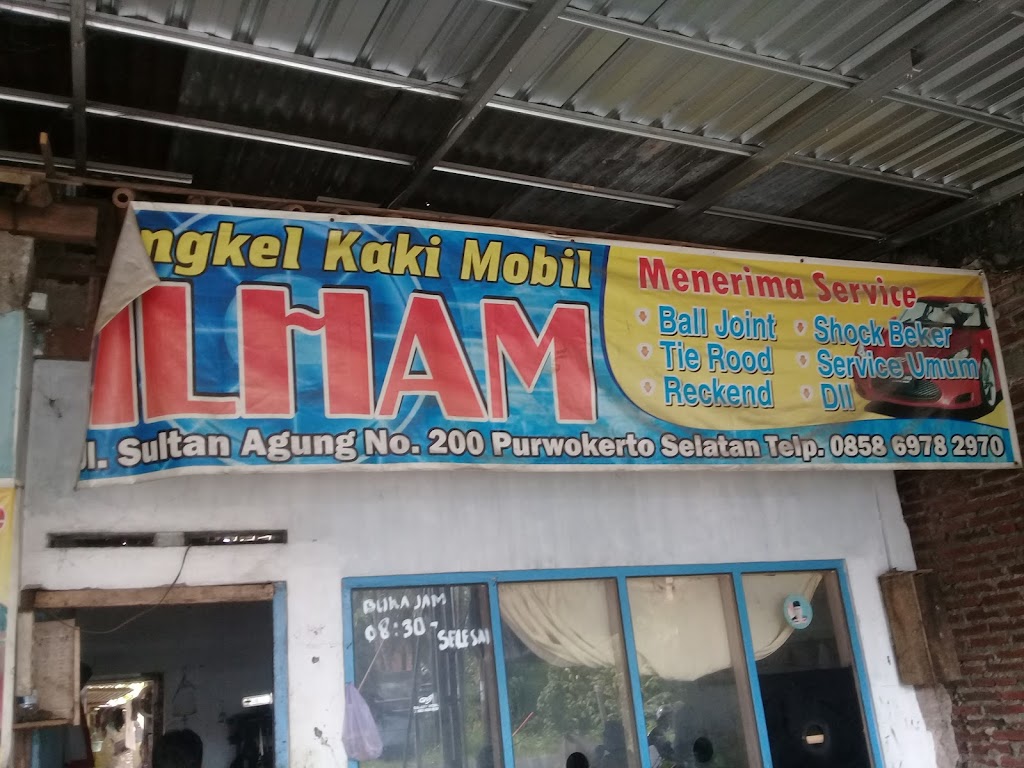 ngkel Kaki Mobil
ILHAM
Jl. Sultan Agung No. 200 Purwokerto Selatan Telp. 0858 6978 2970
Menerima Service
Ball Joint
Tie Rood
Reckend
Shock Beker
Service Umum
Dll
BUKA JAM
08:30-
SELESAI